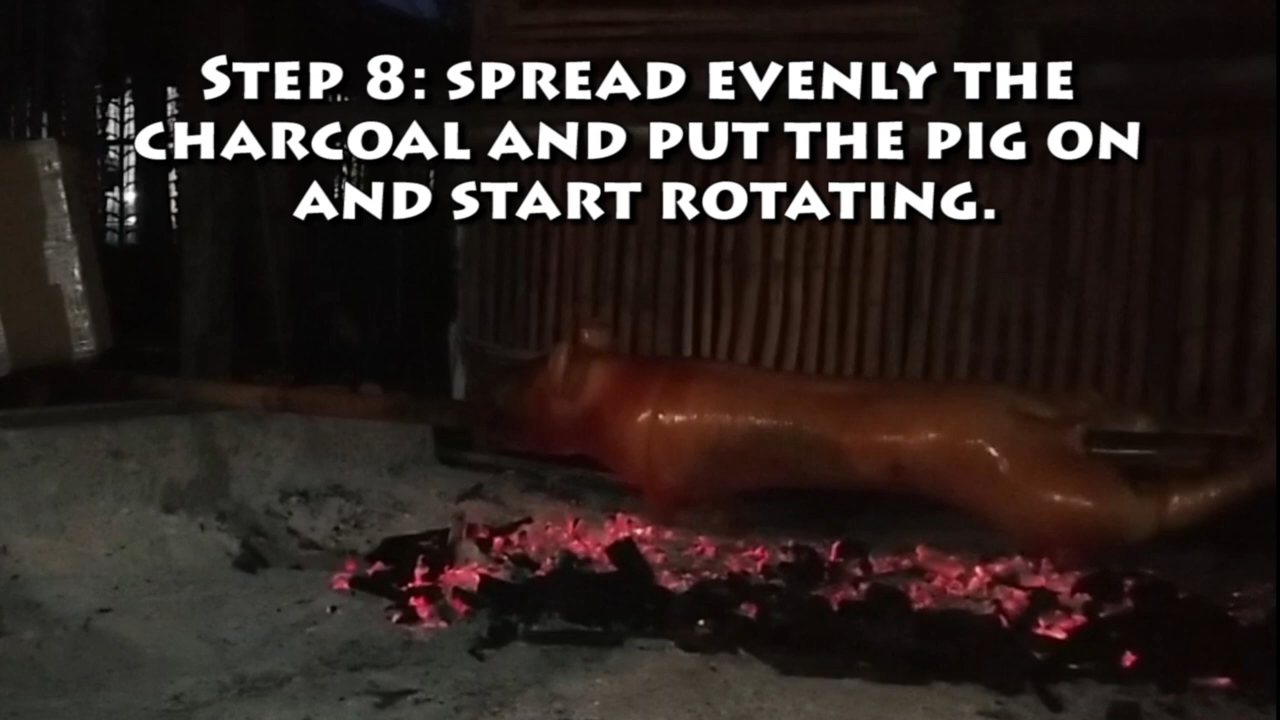 Step 8: spread evenly the
charcoal and put the pig on
and start rotating.